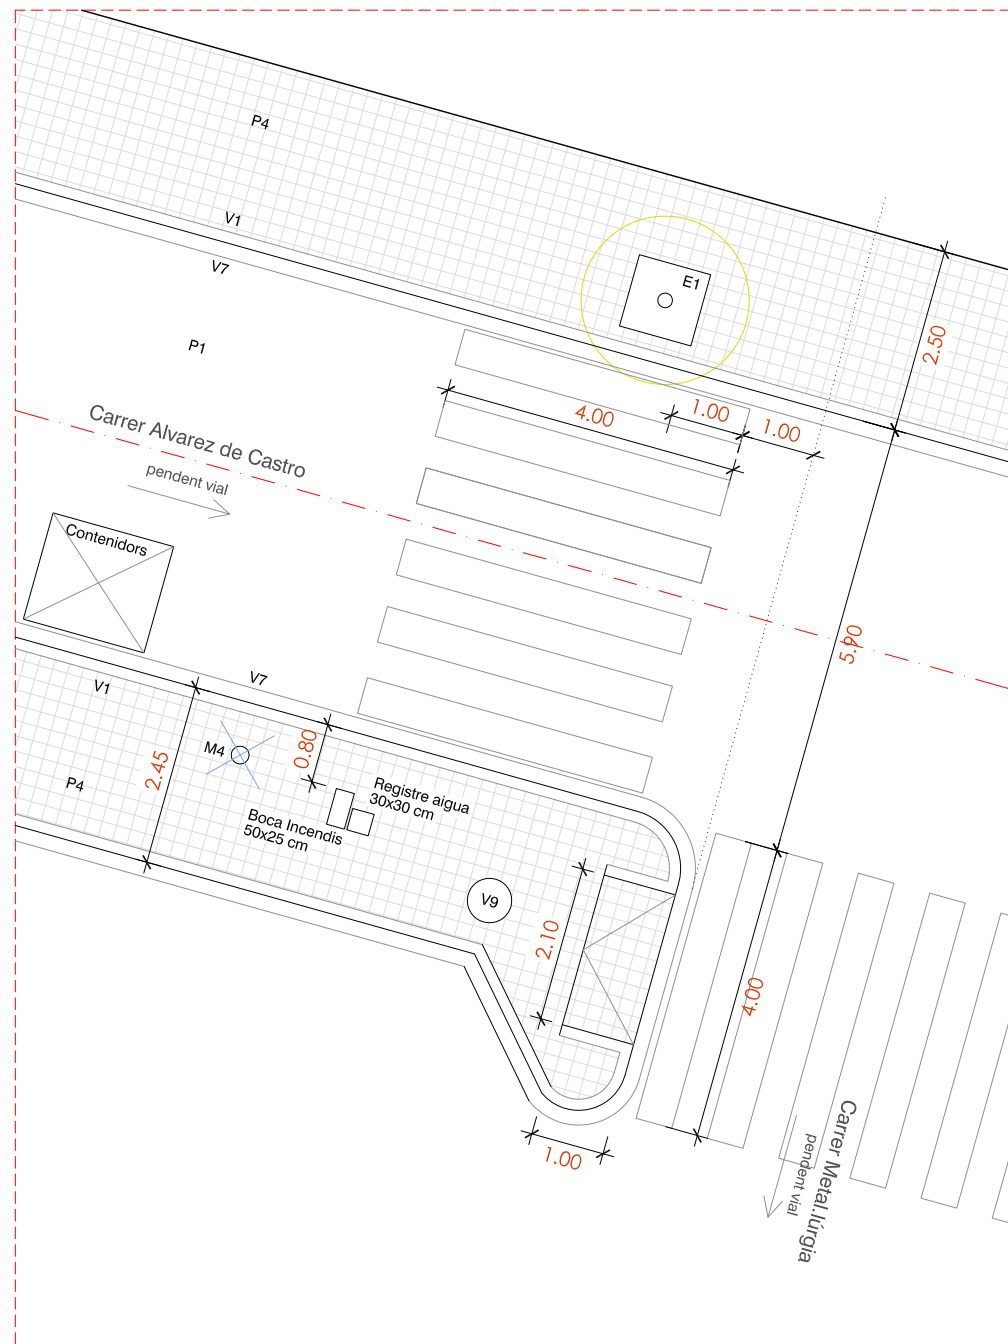 P4
V1
V7
E1
2.50
P1
4.00
1.00
1.00
Carrer Alvarez de Castro
pendent vial
Contenidors
5.90
V1
V7
M4
0.80
2.45
P4
Registre aigua
30x30 cm
Boca Incendis
50x25 cm
V9
2.10
4.00
1.00
Carrer Metal.lúrgia
pendent vial